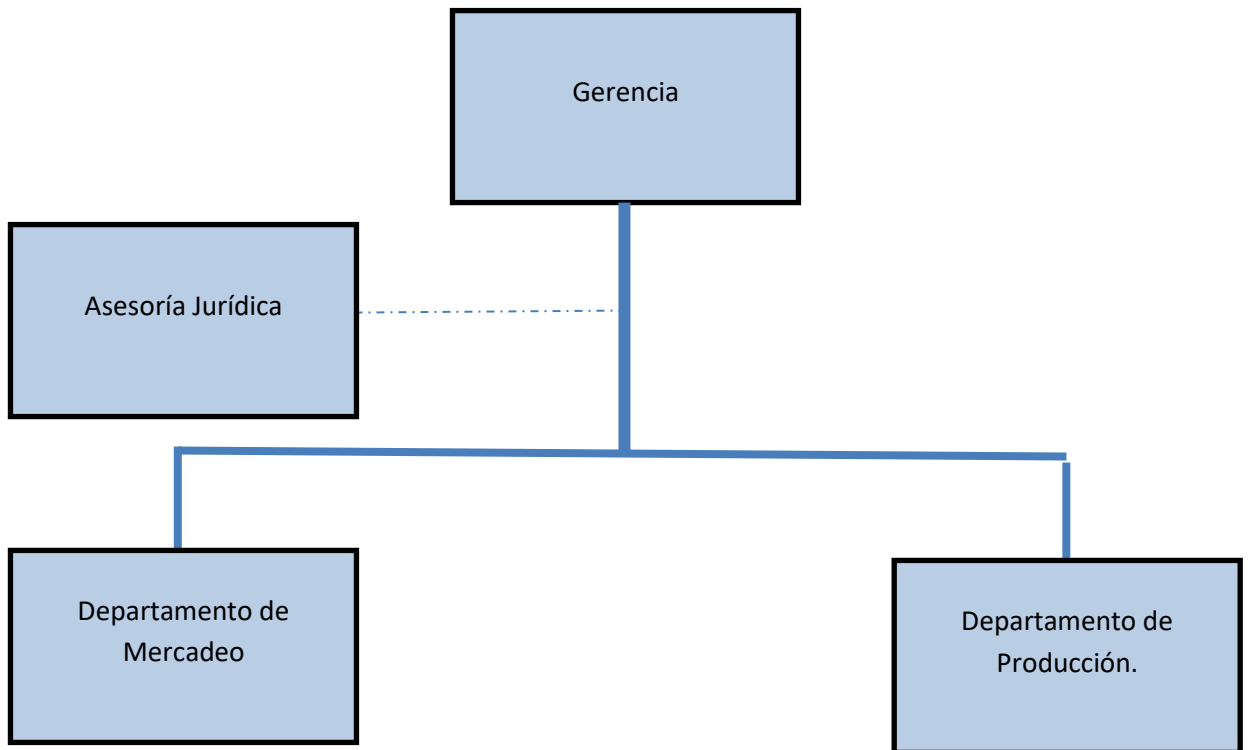 Gerencia
Asesoría Jurídica
Departamento de
Mercadeo
Departamento de
Producción.